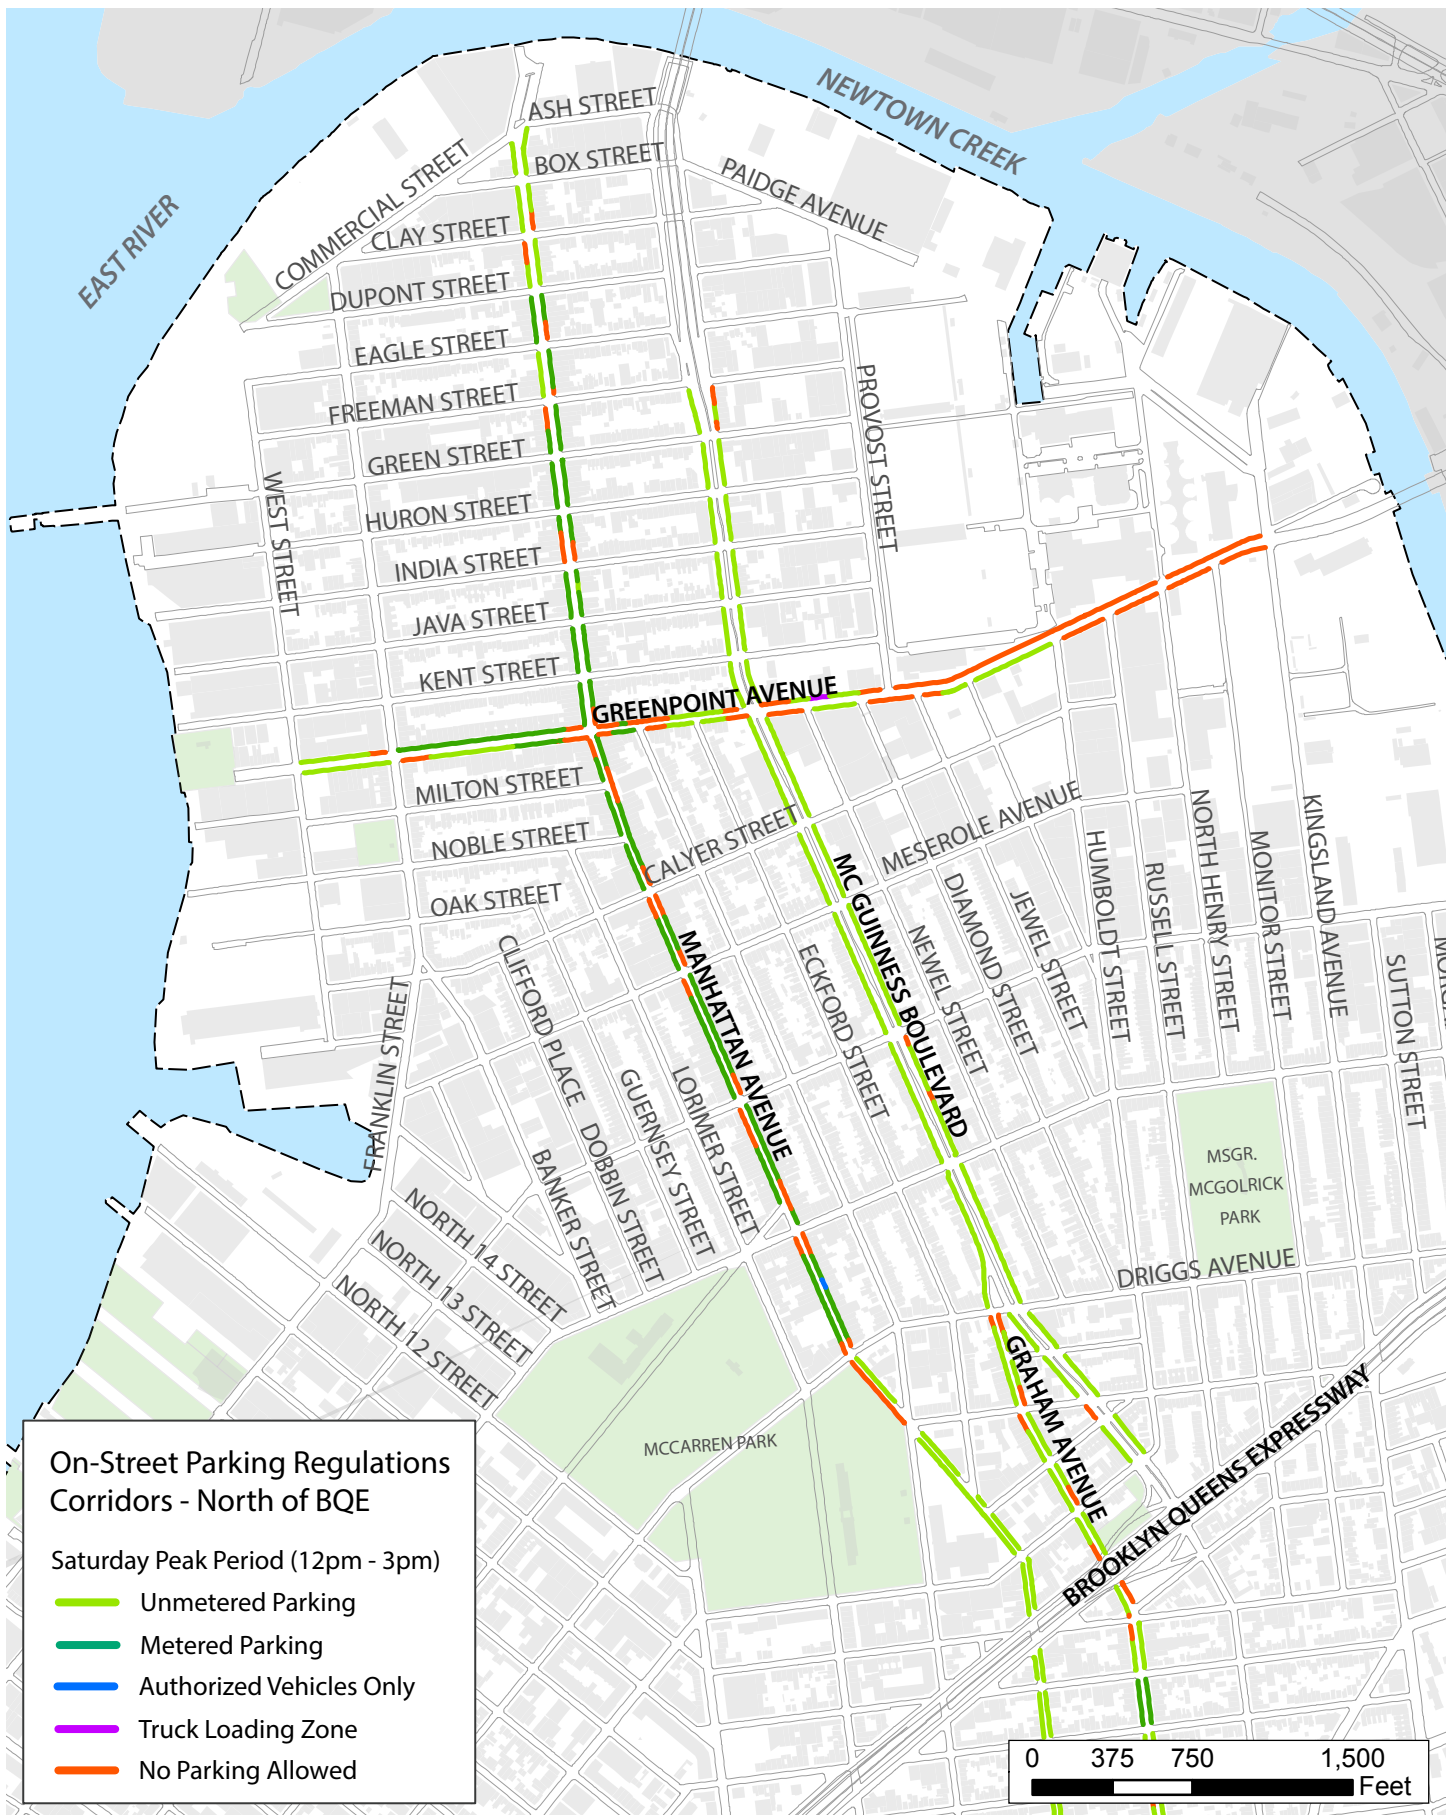 NEWTOWN CREEK
EAST RIVER
ASH STREET
BOX STREET
PAIDGE AVENUE
COMMERCIAL STREET
CLAY STREET
DUPONT STREET
EAGLE STREET
FREEMAN STREET
GREEN STREET
PROVOST STREET
WEST STREET
HURON STREET
INDIA STREET
JAVA STREET
KENT STREET
GREENPOINT AVENUE
MILTON STREET
NOBLE STREET
CALYER STREET
MESEROLE AVENUE
OAK STREET
MC GUINNESS BOULEVARD
MANHATTAN AVENUE
CLIFFORD PLACE
ECKFORD STREET
NEWEL STREET
DIAMOND STREET
JEWEL STREET
HUMBOLDT STREET
RUSSELL STREET
NORTH HENRY STREET
MONITOR STREET
KINGSLAND AVENUE
SUTTON STREET
FRANKLIN STREET
LORIMER STREET
GUERNSEY STREET
DOBBIN STREET
BANKER STREET
NORTH 14 STREET
NORTH 13 STREET
NORTH 12 STREET
MSGR.
MCGOLRICK
PARK
DRIGGS AVENUE
GRAHAM AVENUE
MCCARREN PARK
BROOKLYN QUEENS EXPRESSWAY
On-Street Parking Regulations
Corridors - North of BQE
Saturday Peak Period (12pm - 3pm)
Unmetered Parking
Metered Parking
Authorized Vehicles Only
Truck Loading Zone
No Parking Allowed
0 375 750 1,500
Feet